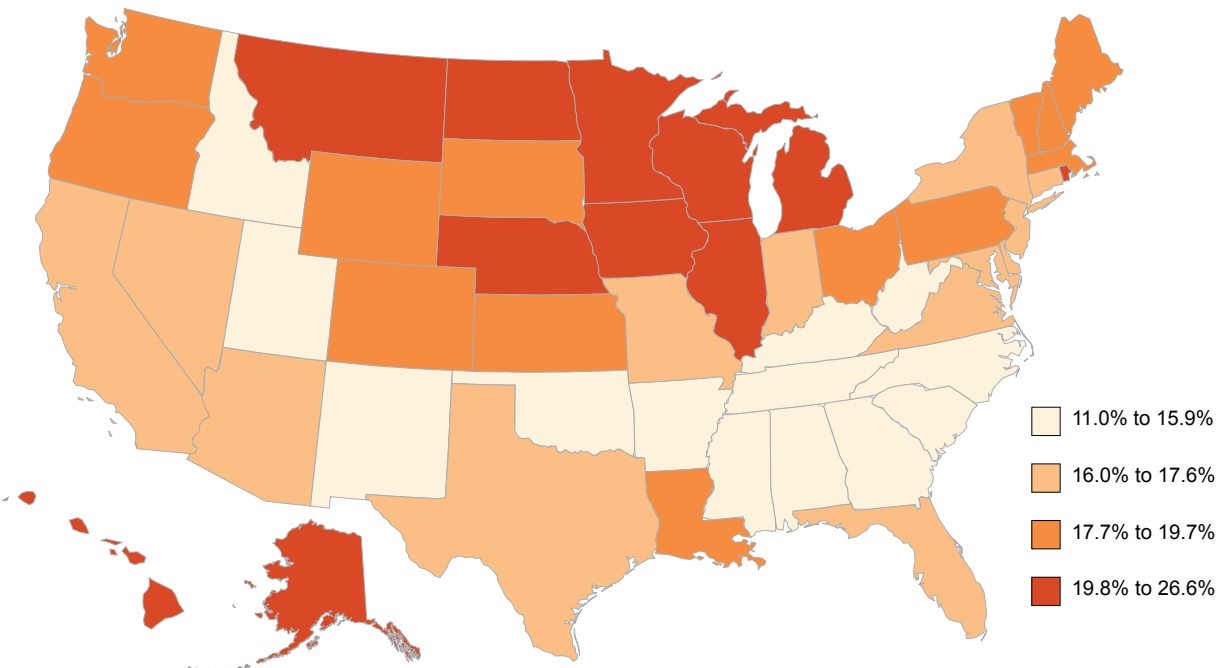 11.0% to 15.9%
16.0% to 17.6%
17.7% to 19.7%
19.8% to 26.6%